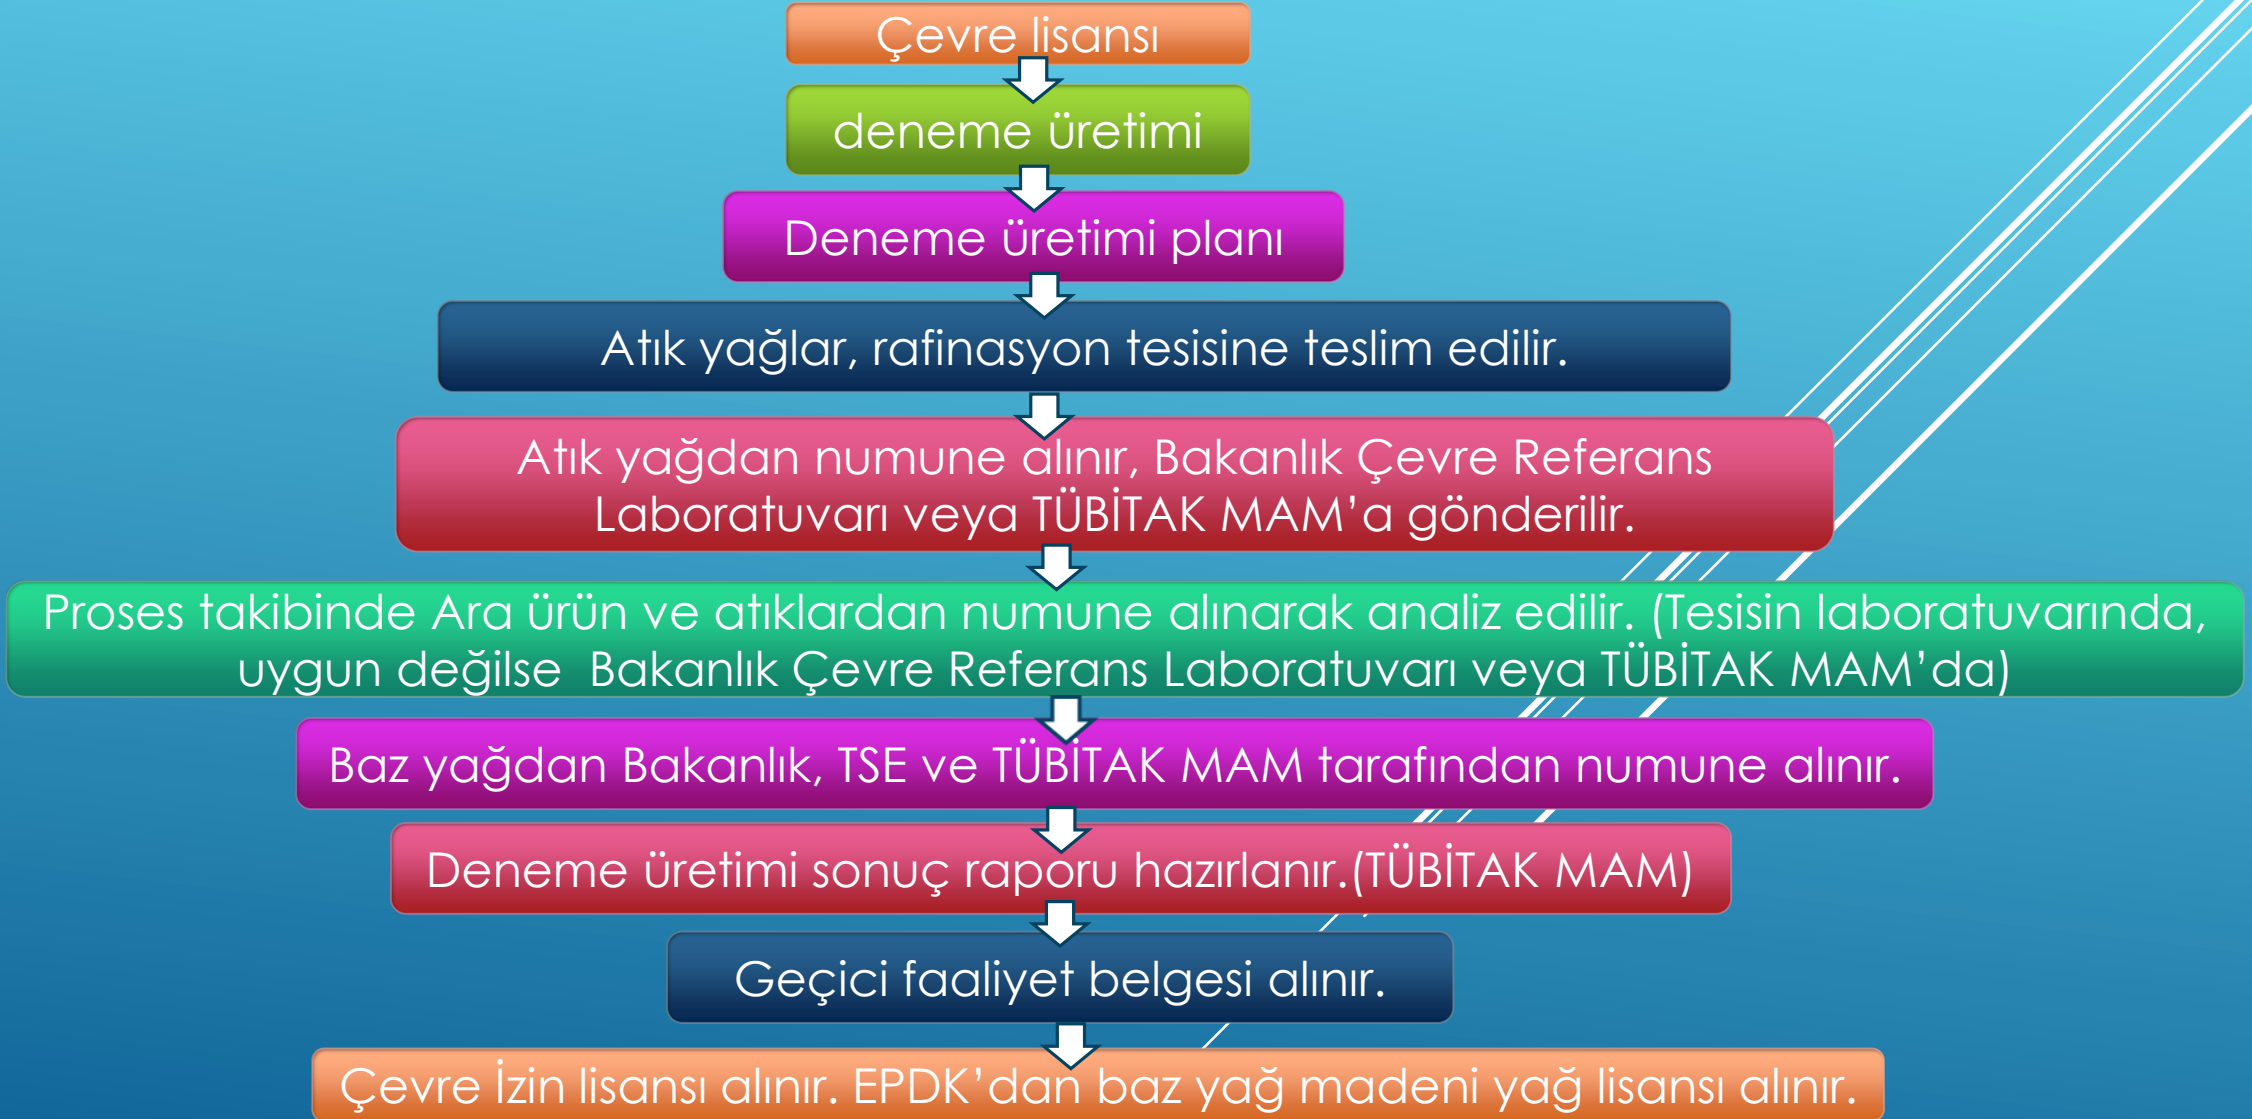 Çevre lisansı
deneme üretimi
Deneme üretimi planı
Atık yağlar, rafinasyon tesisine teslim edilir.
Atık yağdan numune alınır, Bakanlık Çevre Referans
Laboratuvarı veya TÜBİTAK MAM’a gönderilir.
Proses takibinde Ara ürün ve atıklardan numune alınarak analiz edilir. (Tesisin laboratuvarında,
uygun değilse  Bakanlık Çevre Referans Laboratuvarı veya TÜBİTAK MAM’da)
Baz yağdan Bakanlık, TSE ve TÜBİTAK MAM tarafından numune alınır.
Deneme üretimi sonuç raporu hazırlanır.(TÜBİTAK MAM)
Geçici faaliyet belgesi alınır.
Çevre İzin lisansı alınır. EPDK’dan baz yağ madeni yağ lisansı alınır.